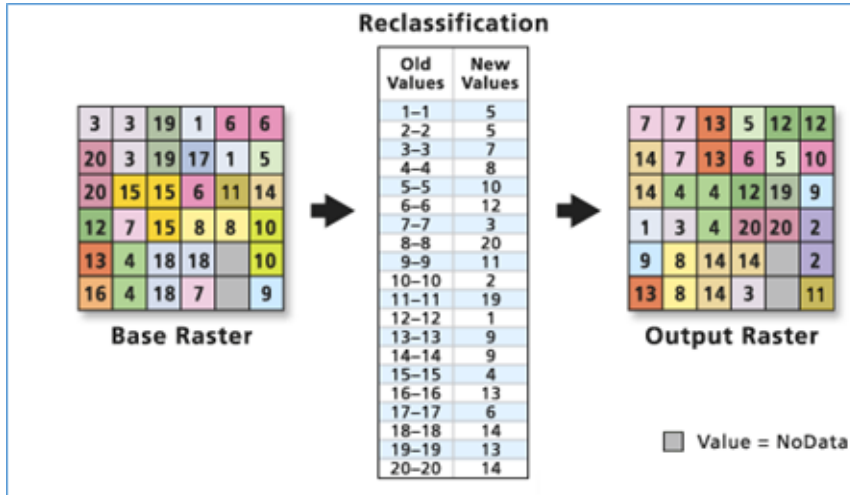 Reclassification
Old Values New Values
1–1 5
2–2 5
3–3 7
4–4 8
5–5 10
6–6 12
7–7 3
8–8 20
9–9 11
10–10 2
11–11 19
12–12 1
13–13 9
14–14 9
15–15 4
16–16 13
17–17 6
18–18 14
19–19 13
20–20 14
3 3 19 1 6 6
20 3 19 17 1 5
20 15 15 6 11 14
12 7 15 8 8 10
13 4 18 18 10
16 4 18 7 9
Base Raster
7 7 13 5 12 12
14 7 13 6 5 10
14 4 4 12 19 9
1 3 4 20 20 2
9 8 14 14 2
13 8 14 3 11
Output Raster
Value = NoData